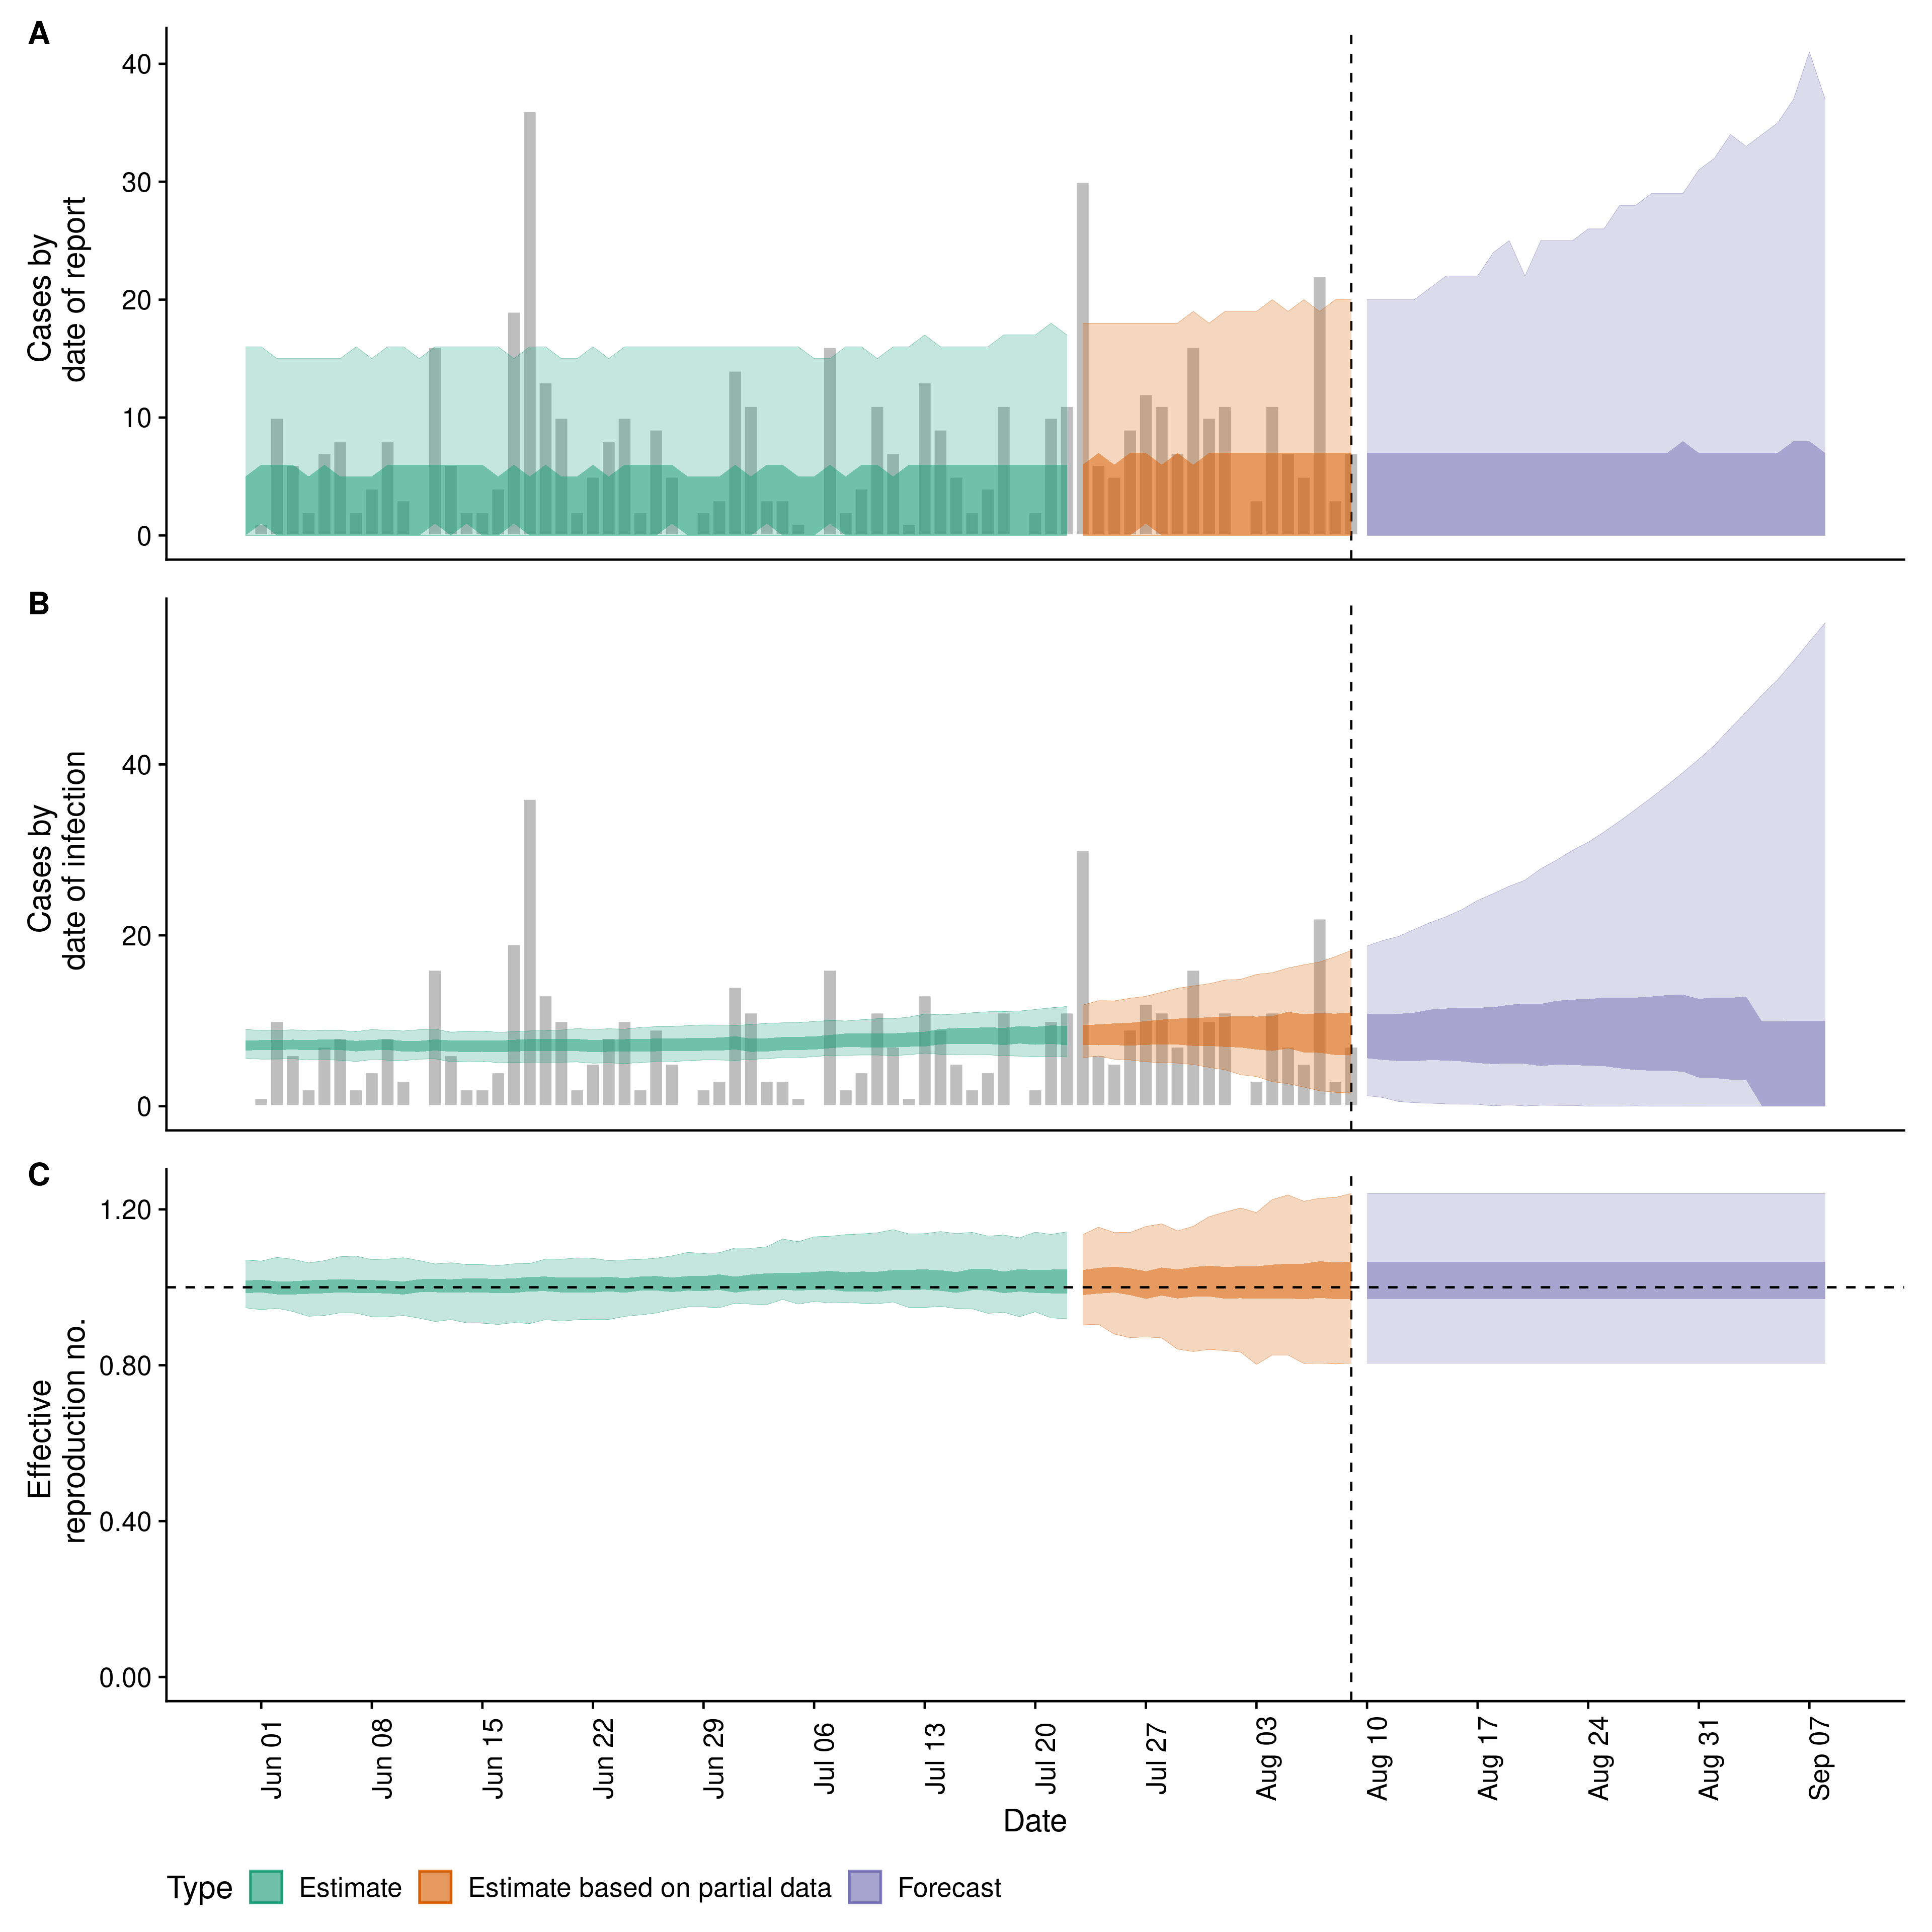 A
Cases by
date of report
40
30
20
10
0
B
Cases by
date of infection
40
20
0
C
Effective
reproduction no.
1.20
0.80
0.40
0.00
Jun 01
Jun 08
Jun 15
Jun 22
Jun 29
Jul 06
Jul 13
Jul 20
Jul 27
Aug 03
Aug 10
Aug 17
Aug 24
Aug 31
Sep 07
Date
Type Estimate Estimate based on partial data Forecast